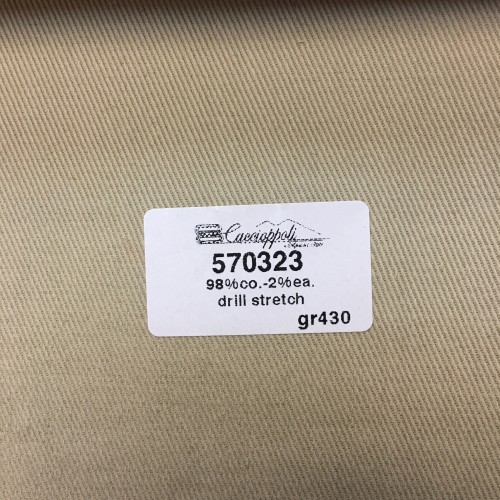 Caccioppoli
570323
98%co.-2%ea.
drill stretch
gr430